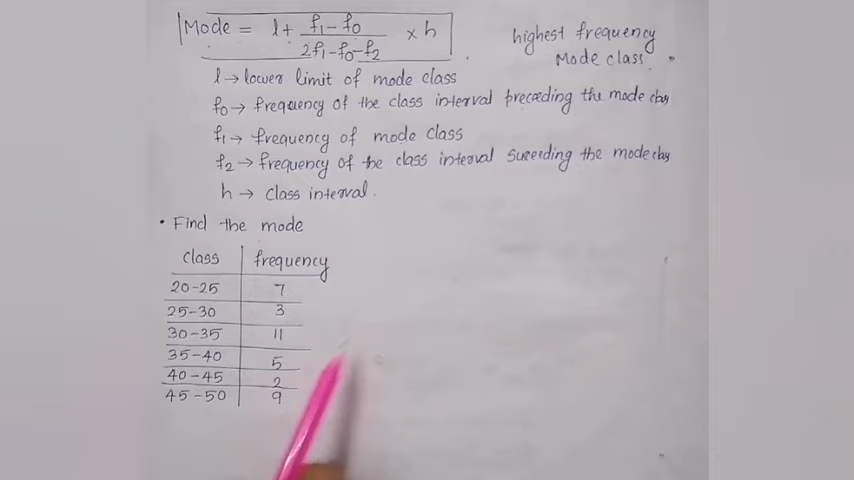 Mode = l + f₁-f₀ / 2f₁-f₀-f₂ × h
highest frequency
Mode class.
l → lower limit of mode class
f₀ → frequency of the class interval preceding the mode class
f₁ → frequency of mode class
f₂ → frequency of the class interval succeeding the mode class
h → class interval.
• Find the mode
class frequency
20-25 7
25-30 3
30-35 11
35-40 5
40-45 2
45-50 9